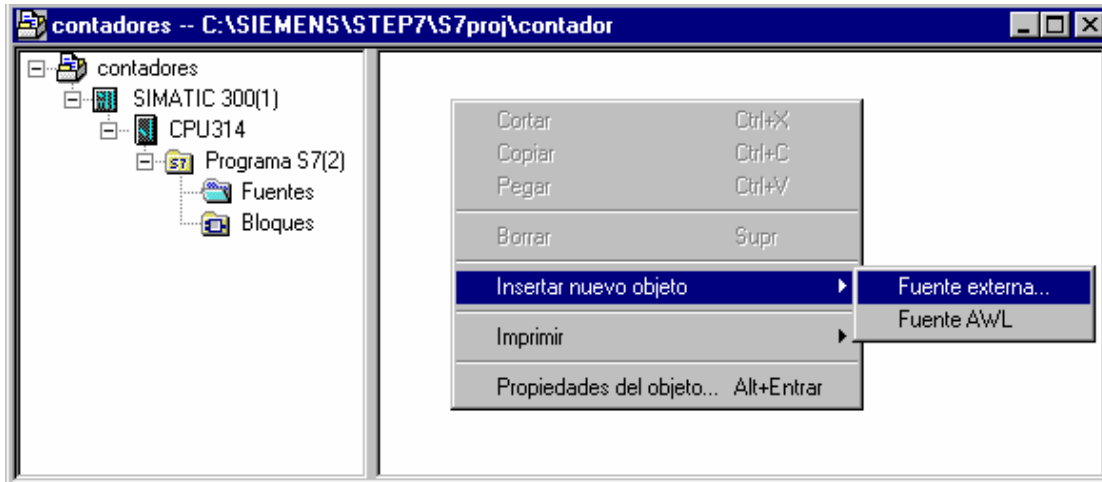 contadores -- C:\SIEMENS\STEP7\S7proj\contador
contadores
SIMATIC 300(1)
CPU314
S7 Programa S7(2)
Fuentes
Bloques
Cortar Ctrl+X
Copiar Ctrl+C
Pegar Ctrl+V
Borrar Supr
Insertar nuevo objeto
Imprimir
Propiedades del objeto... Alt+Entrar
Fuente externa...
Fuente AWL